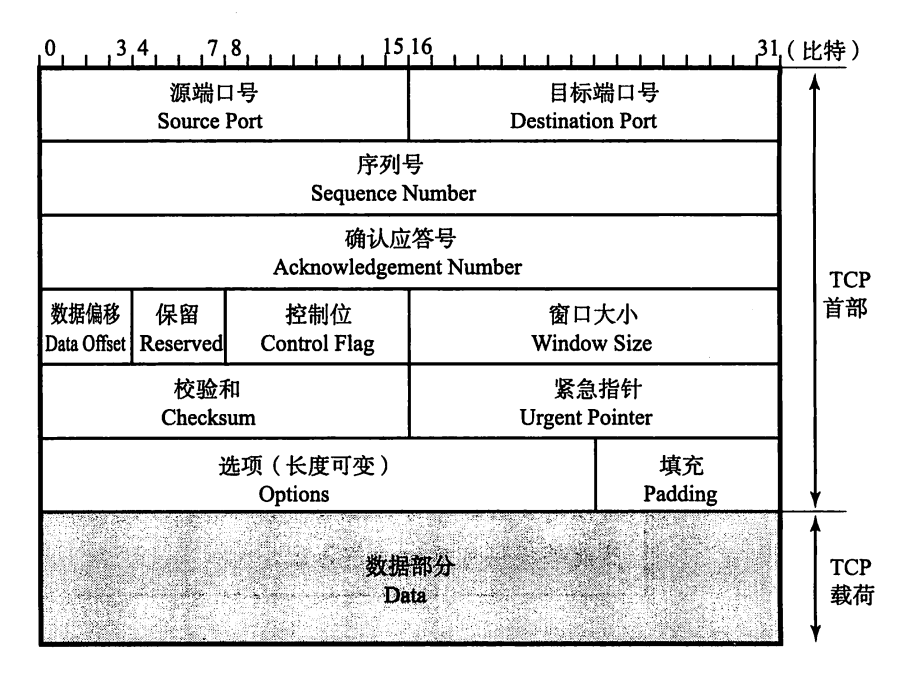 0 3 4 7 8 15 16 31 (比特)
源端口号
Source Port
目标端口号
Destination Port
序列号
Sequence Number
确认应答号
Acknowledgement Number
TCP
首部
数据偏移
Data Offset
保留
Reserved
控制位
Control Flag
窗口大小
Window Size
校验和
Checksum
紧急指针
Urgent Pointer
选项(长度可变)
Options
填充
Padding
数据部分
Data
TCP
载荷